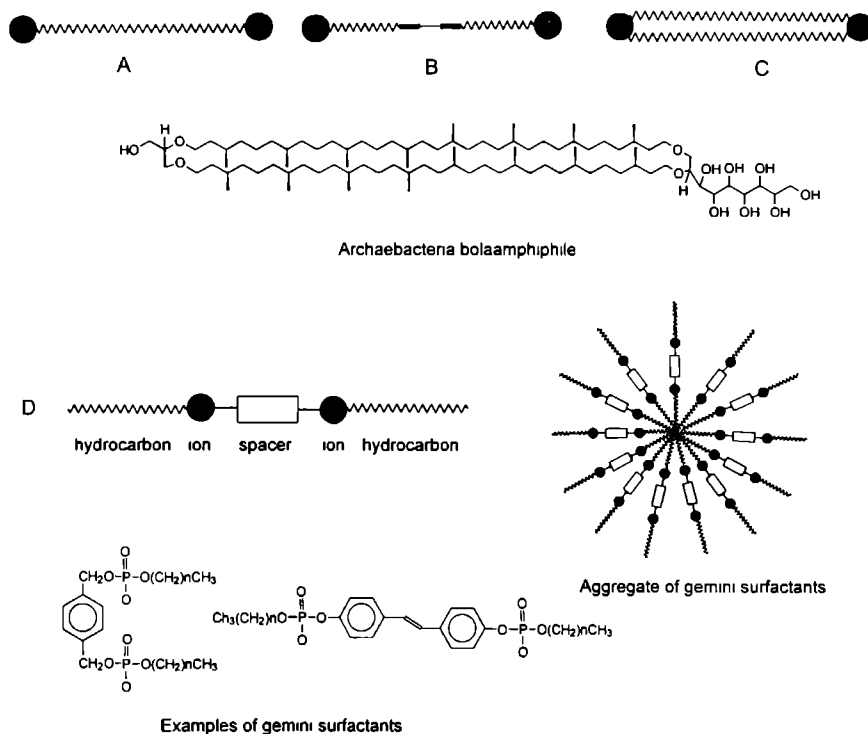 A
B
C
H
HO
O
O
O
O
H
OH
OH
OH
OH
OH
OH
OH
OH
Archaebacteria bolaamphiphile
D
hydrocarbon ion spacer ion hydrocarbon
Aggregate of gemini surfactants
O
CH₂O-P-O(CH₂)nCH₃
O
O
CH₂O-P-O(CH₂)nCH₃
O
O
Ch₃(CH₂)nO-P-O
O
O
O-P-O(CH₂)nCH₃
O
Examples of gemini surfactants